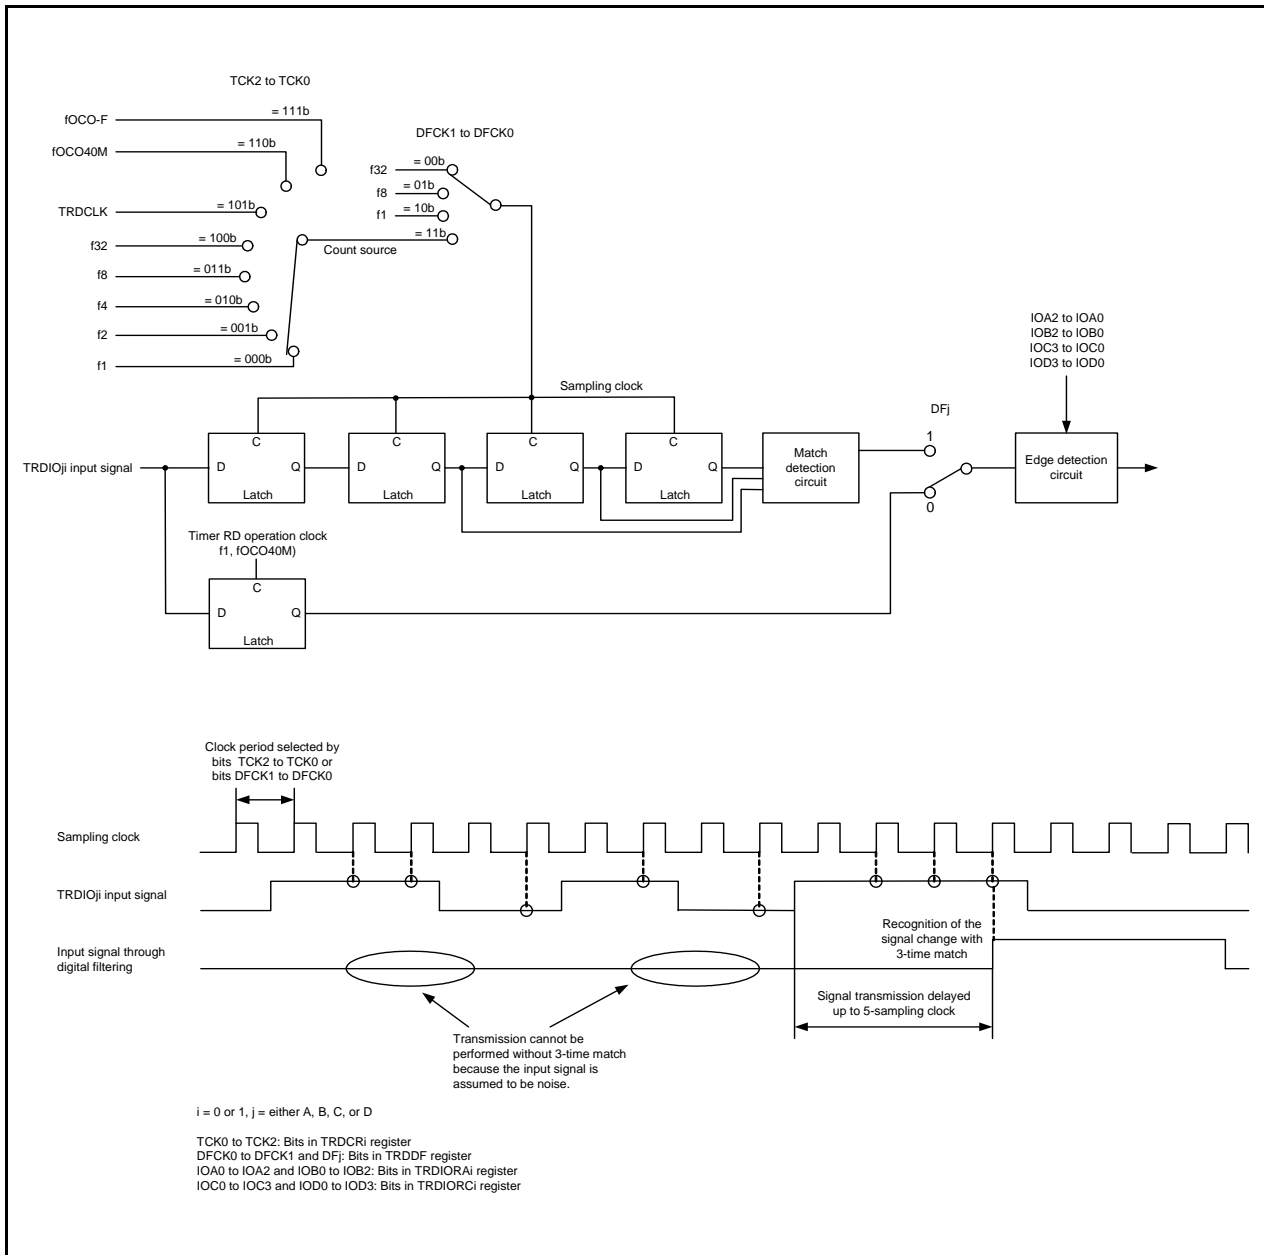 TCK2 to TCK0
fOCO-F
= 111b
fOCO40M
= 110b
TRDCLK
= 101b
f32
= 100b
f8
= 011b
f4
= 010b
f2
= 001b
f1
= 000b
Count source
DFCK1 to DFCK0
f32
= 00b
f8
= 01b
f1
= 10b
= 11b
IOA2 to IOA0
IOB2 to IOB0
IOC3 to IOC0
IOD3 to IOD0
Sampling clock
DFj
TRDIOji input signal
C
D
Q
Latch
C
D
Q
Latch
C
D
Q
Latch
C
D
Q
Latch
Match
detection
circuit
1
0
Edge detection
circuit
Timer RD operation clock
f1, fOCO40M)
C
D
Q
Latch
Clock period selected by
bits TCK2 to TCK0 or
bits DFCK1 to DFCK0
Sampling clock
TRDIOji input signal
Input signal through
digital filtering
Recognition of the
signal change with
3-time match
Signal transmission delayed
up to 5-sampling clock
Transmission cannot be
performed without 3-time match
because the input signal is
assumed to be noise.
i = 0 or 1, j = either A, B, C, or D
TCK0 to TCK2: Bits in TRDCRi register
DFCK0 to DFCK1 and DFj: Bits in TRDDF register
IOA0 to IOA2 and IOB0 to IOB2: Bits in TRDIORAi register
IOC0 to IOC3 and IOD0 to IOD3: Bits in TRDIORCi register